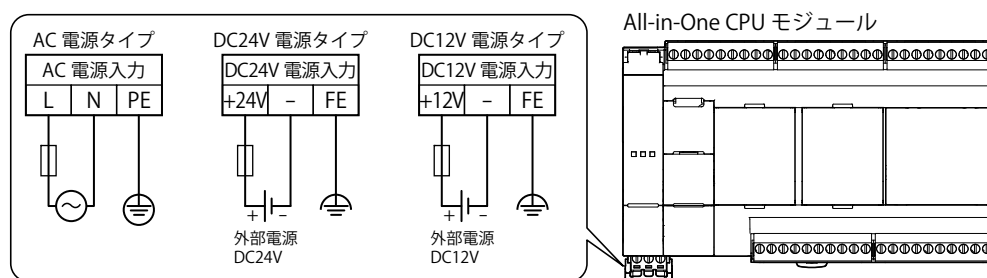 All-in-One CPU モジュール
AC 電源タイプ
AC 電源入力
L N PE
DC24V 電源タイプ
DC24V 電源入力
+24V – FE
+ –
外部電源
DC24V
DC12V 電源タイプ
DC12V 電源入力
+12V – FE
+ –
外部電源
DC12V